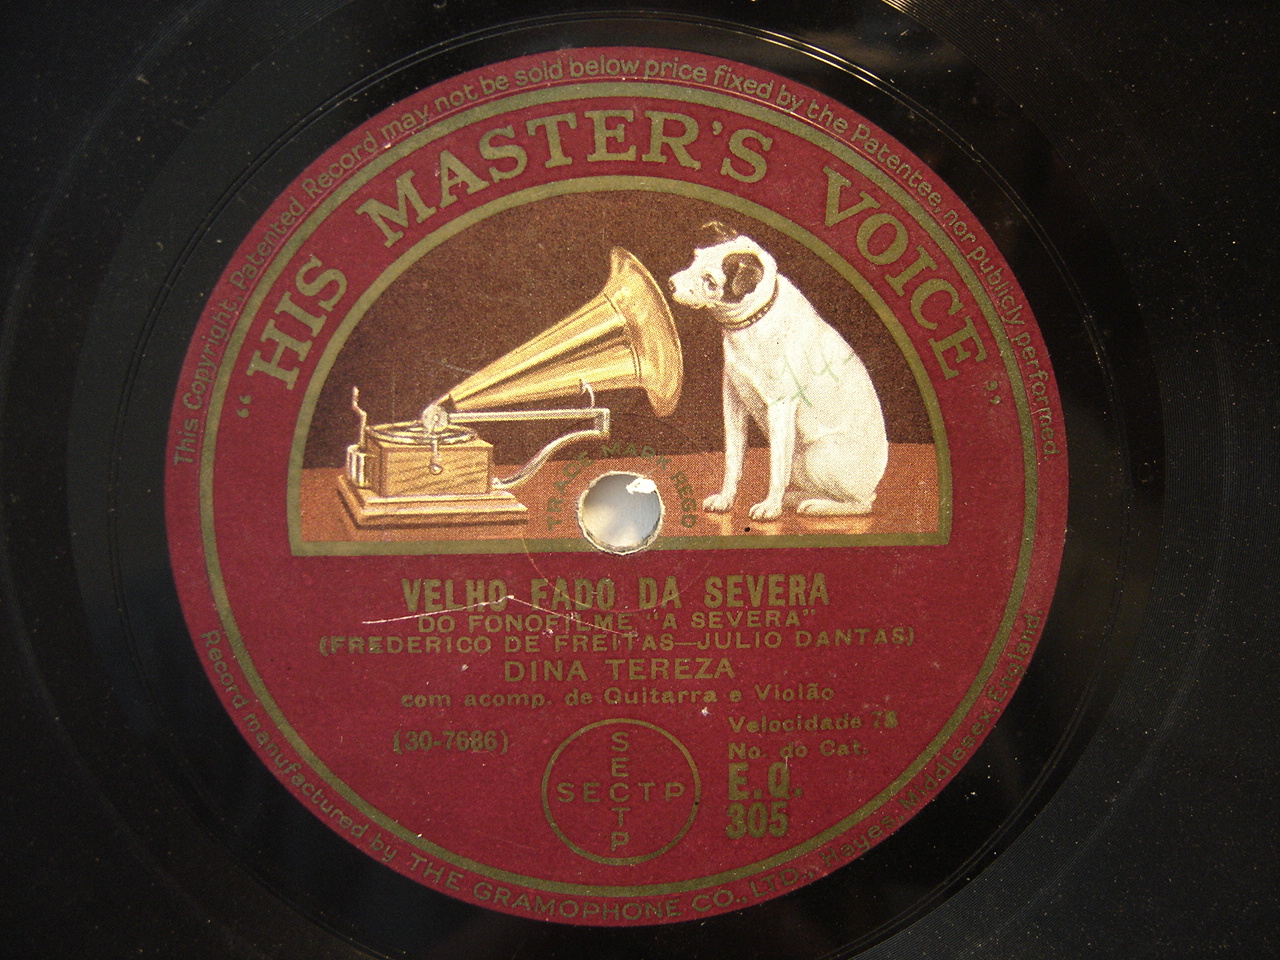 This Copyright. Patented Record may not be sold below price fixed by the Patentee, nor publicly performed.
"HIS MASTER'S VOICE"
TRADE MARK REGD
VELHO FADO DA SEVERA
DO FONOFILME "A SEVERA"
(FREDERICO DE FREITAS—JULIO DANTAS)
DINA TEREZA
com acomp. de Guitarra e Violão
Velocidade 78
(30-7686)
No. do Cat.
E.Q.
305
SECTP
SECTP
Record manufactured by THE GRAMOPHONE CO., LTD., Hayes, Middlesex, England.